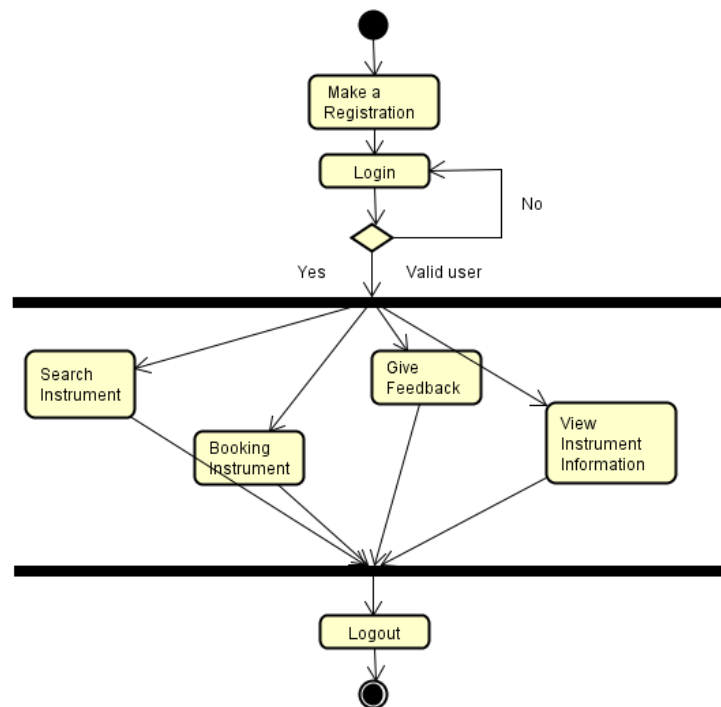 Make a
Registration
Login
No
Yes
Valid user
Search
Instrument
Give
Feedback
Booking
Instrument
View
Instrument
Information
Logout